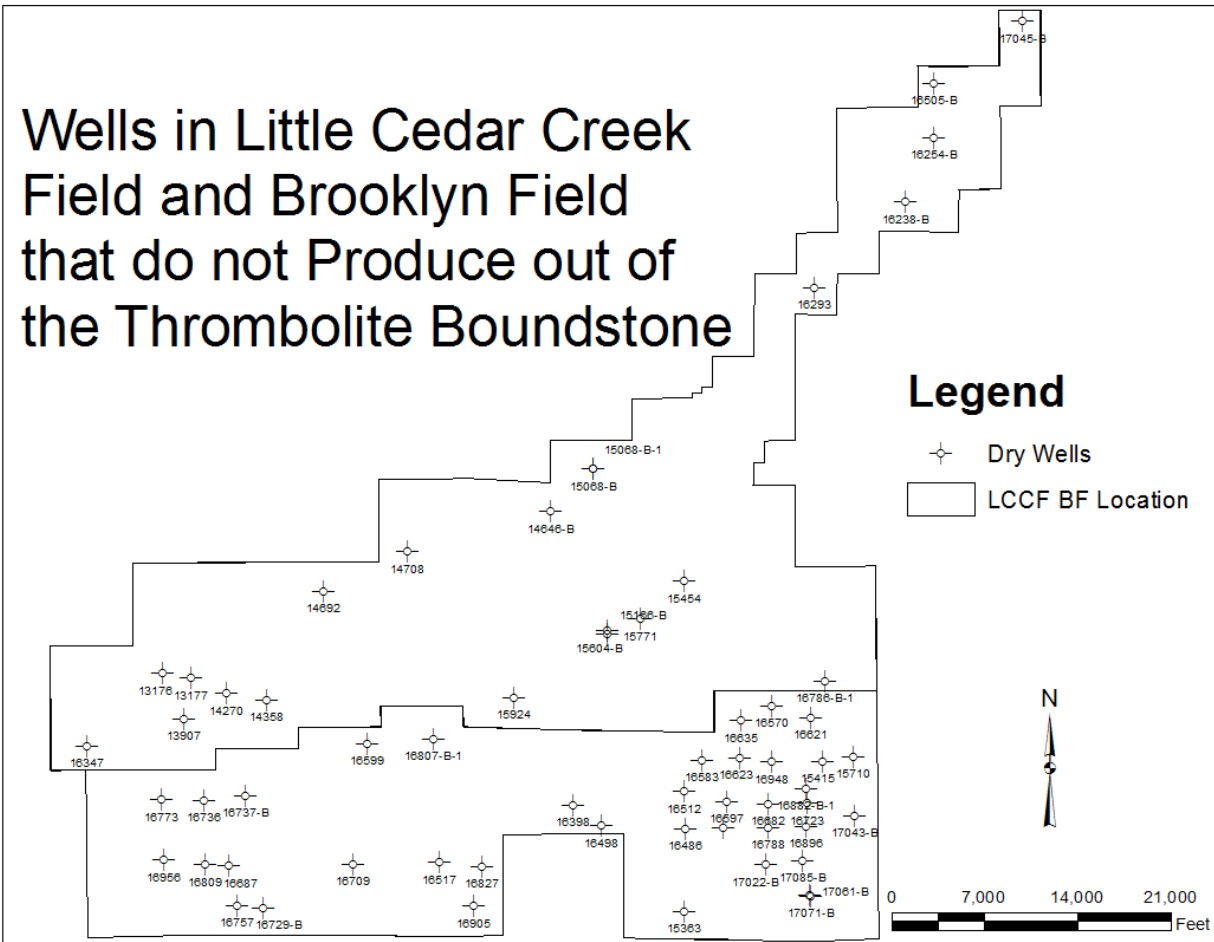 Wells in Little Cedar Creek
Field and Brooklyn Field
that do not Produce out of
the Thrombolite Boundstone
17045-B
16505-B
16254-B
16238-B
16293
Legend
Dry Wells
LCCF BF Location
15068-B-1
15068-B
14646-B
14708
14692
15454
15166-B
15771
15604-B
13176
13177
14270
14358
13907
16347
15924
16786-B-1
16570
16621
16635
16599
16807-B-1
16583
16623
16948
15415
15710
16773
16736
16737-B
16398
16498
16512
16597
16682
16882-B-1
16723
17043-B
16486
16788
16896
16956
16809
16687
16709
16517
16827
17022-B
17085-B
16757
16729-B
16905
15363
17061-B
17071-B
N
0 7,000 14,000 21,000
Feet